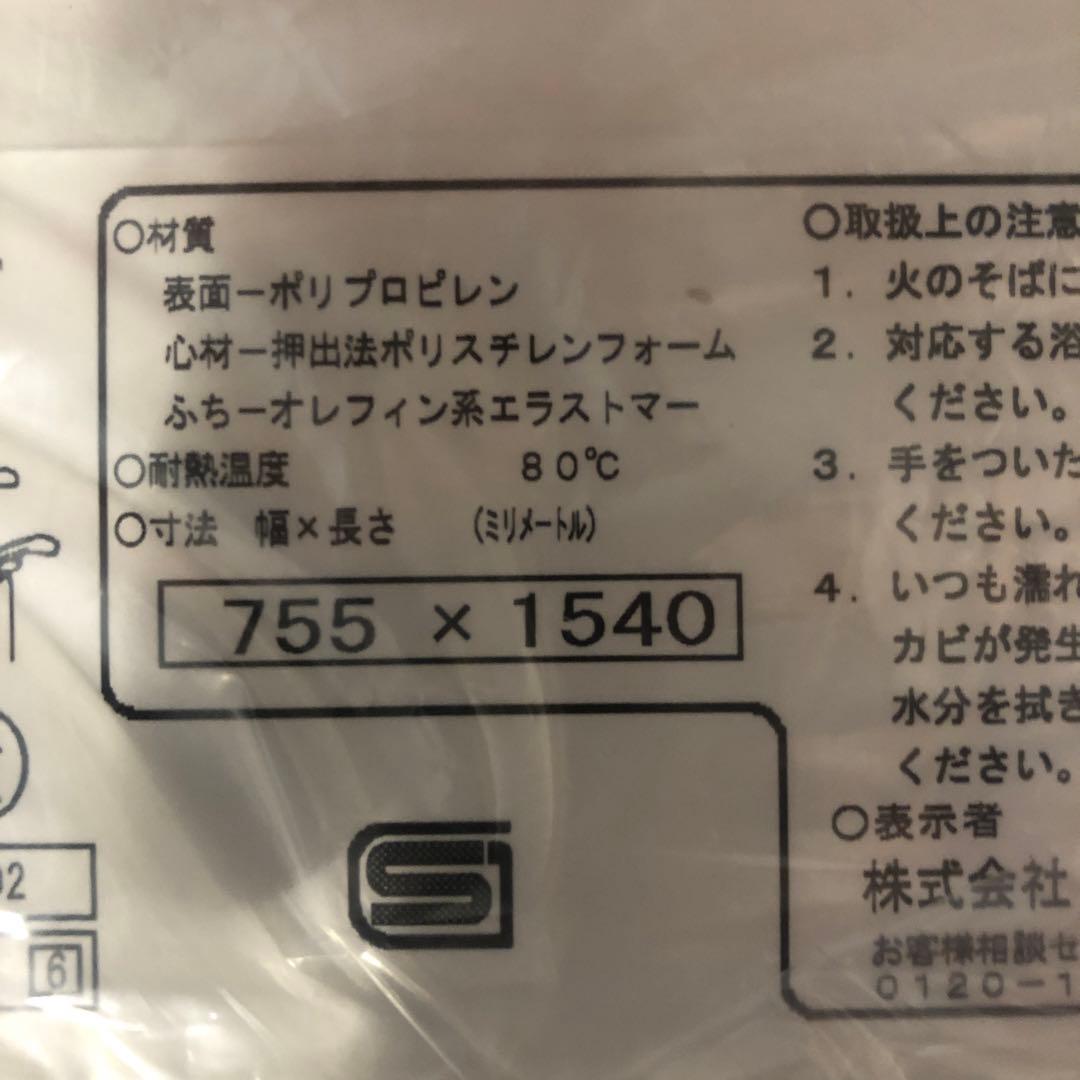 ○材質
表面－ポリプロピレン
心材－押出法ポリスチレンフォーム
ふち－オレフィン系エラストマー
○耐熱温度 80℃
○寸法 幅×長さ (ミリメートル)
755 × 1540
○取扱上の注意
1. 火のそばに
2. 対応する浴
ください。
3. 手をついた
ください。
4. いつも濡れ
カビが発生
水分を拭き
ください。
○表示者
株式会社
お客様相談セ
0120-1
2
6